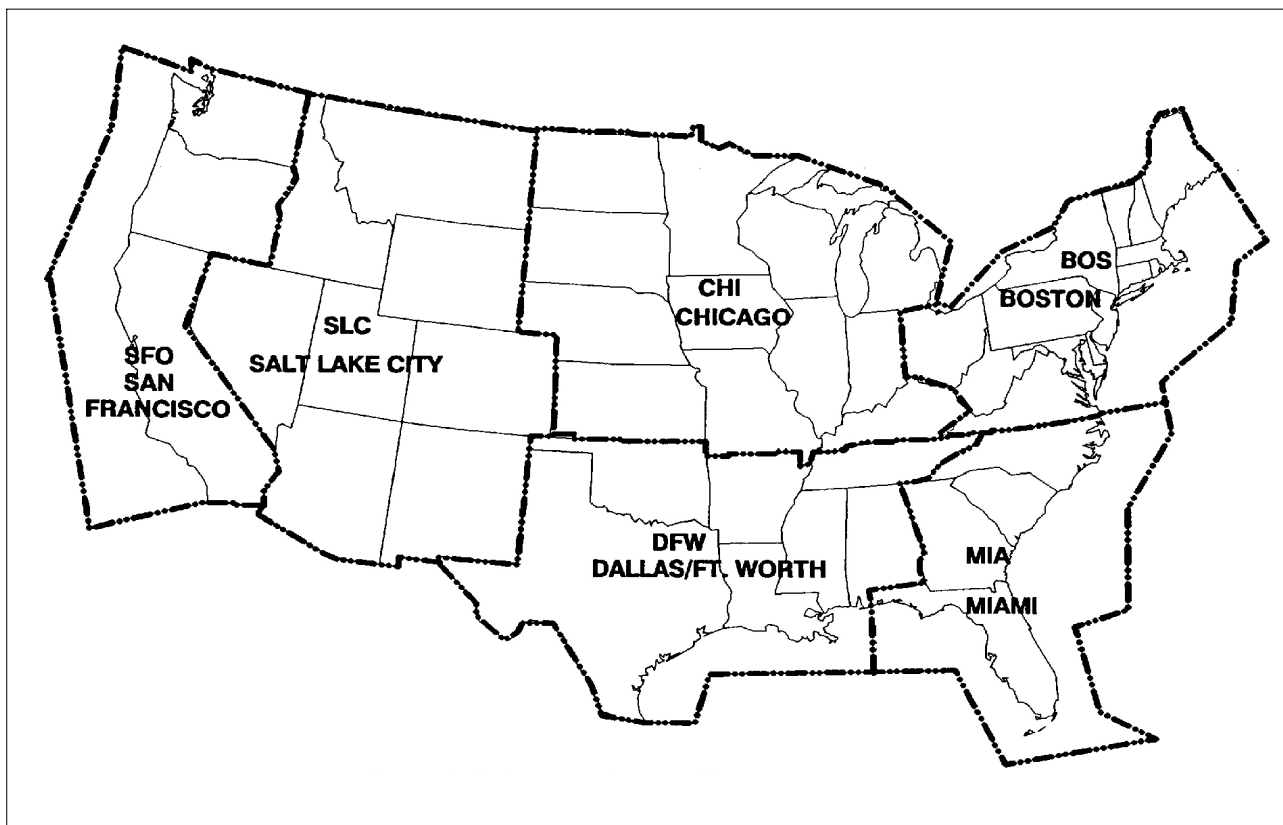 SFO
SAN
FRANCISCO
SLC
SALT LAKE CITY
CHI
CHICAGO
BOS
BOSTON
DFW
DALLAS/FT. WORTH
MIA
MIAMI